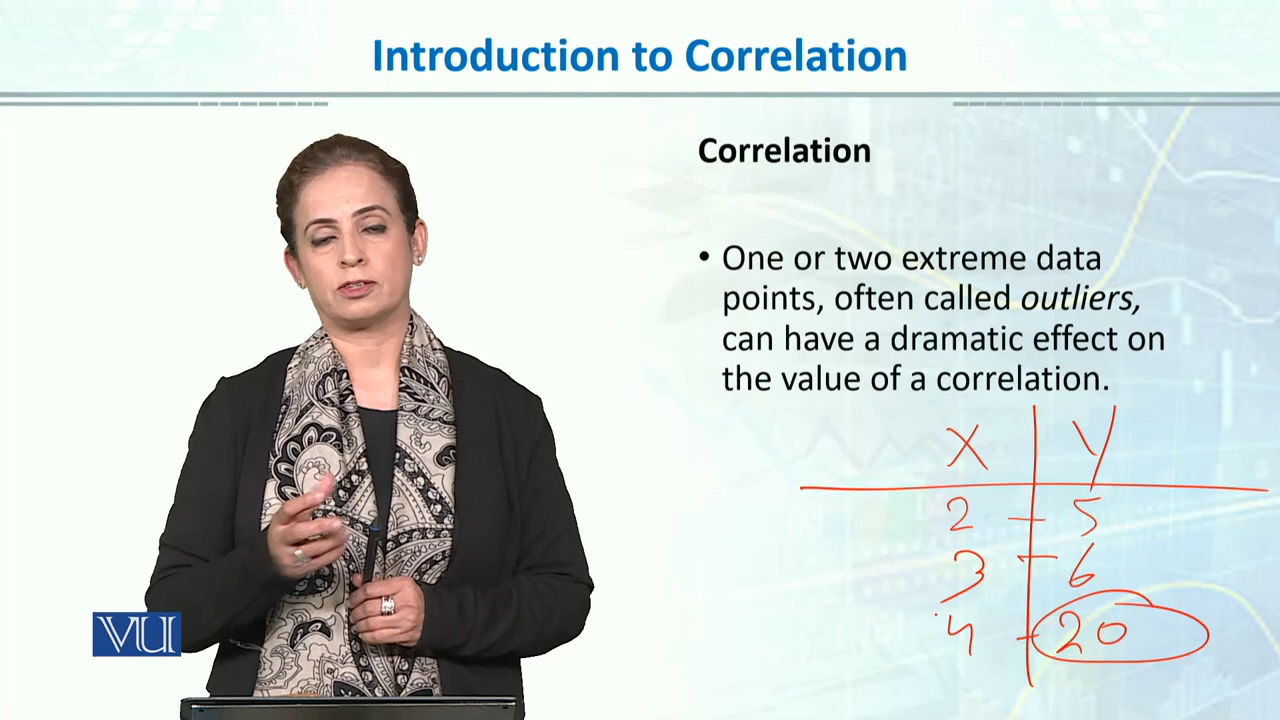 Introduction to Correlation
Correlation
• One or two extreme data
points, often called outliers,
can have a dramatic effect on
the value of a correlation.
X Y
2 5
3 6
4 20
VU